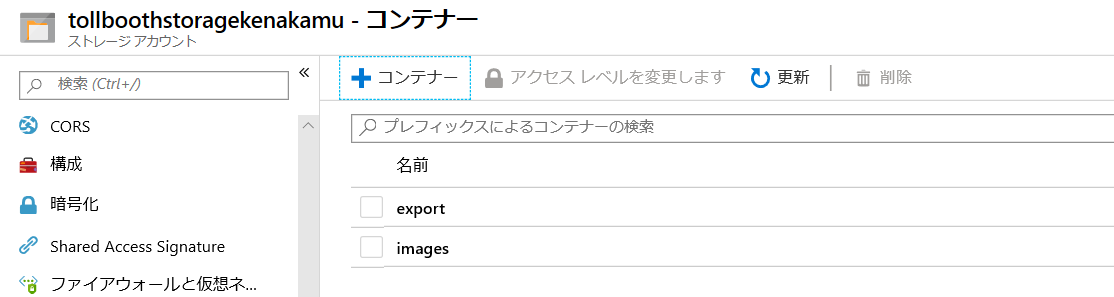 tollboothstoragekenakamu - コンテナー
ストレージ アカウント
検索 (Ctrl+/)
«
CORS
構成
暗号化
Shared Access Signature
ファイアウォールと仮想ネ...
コンテナー
アクセス レベルを変更します
更新
削除
プレフィックスによるコンテナーの検索
名前
export
images